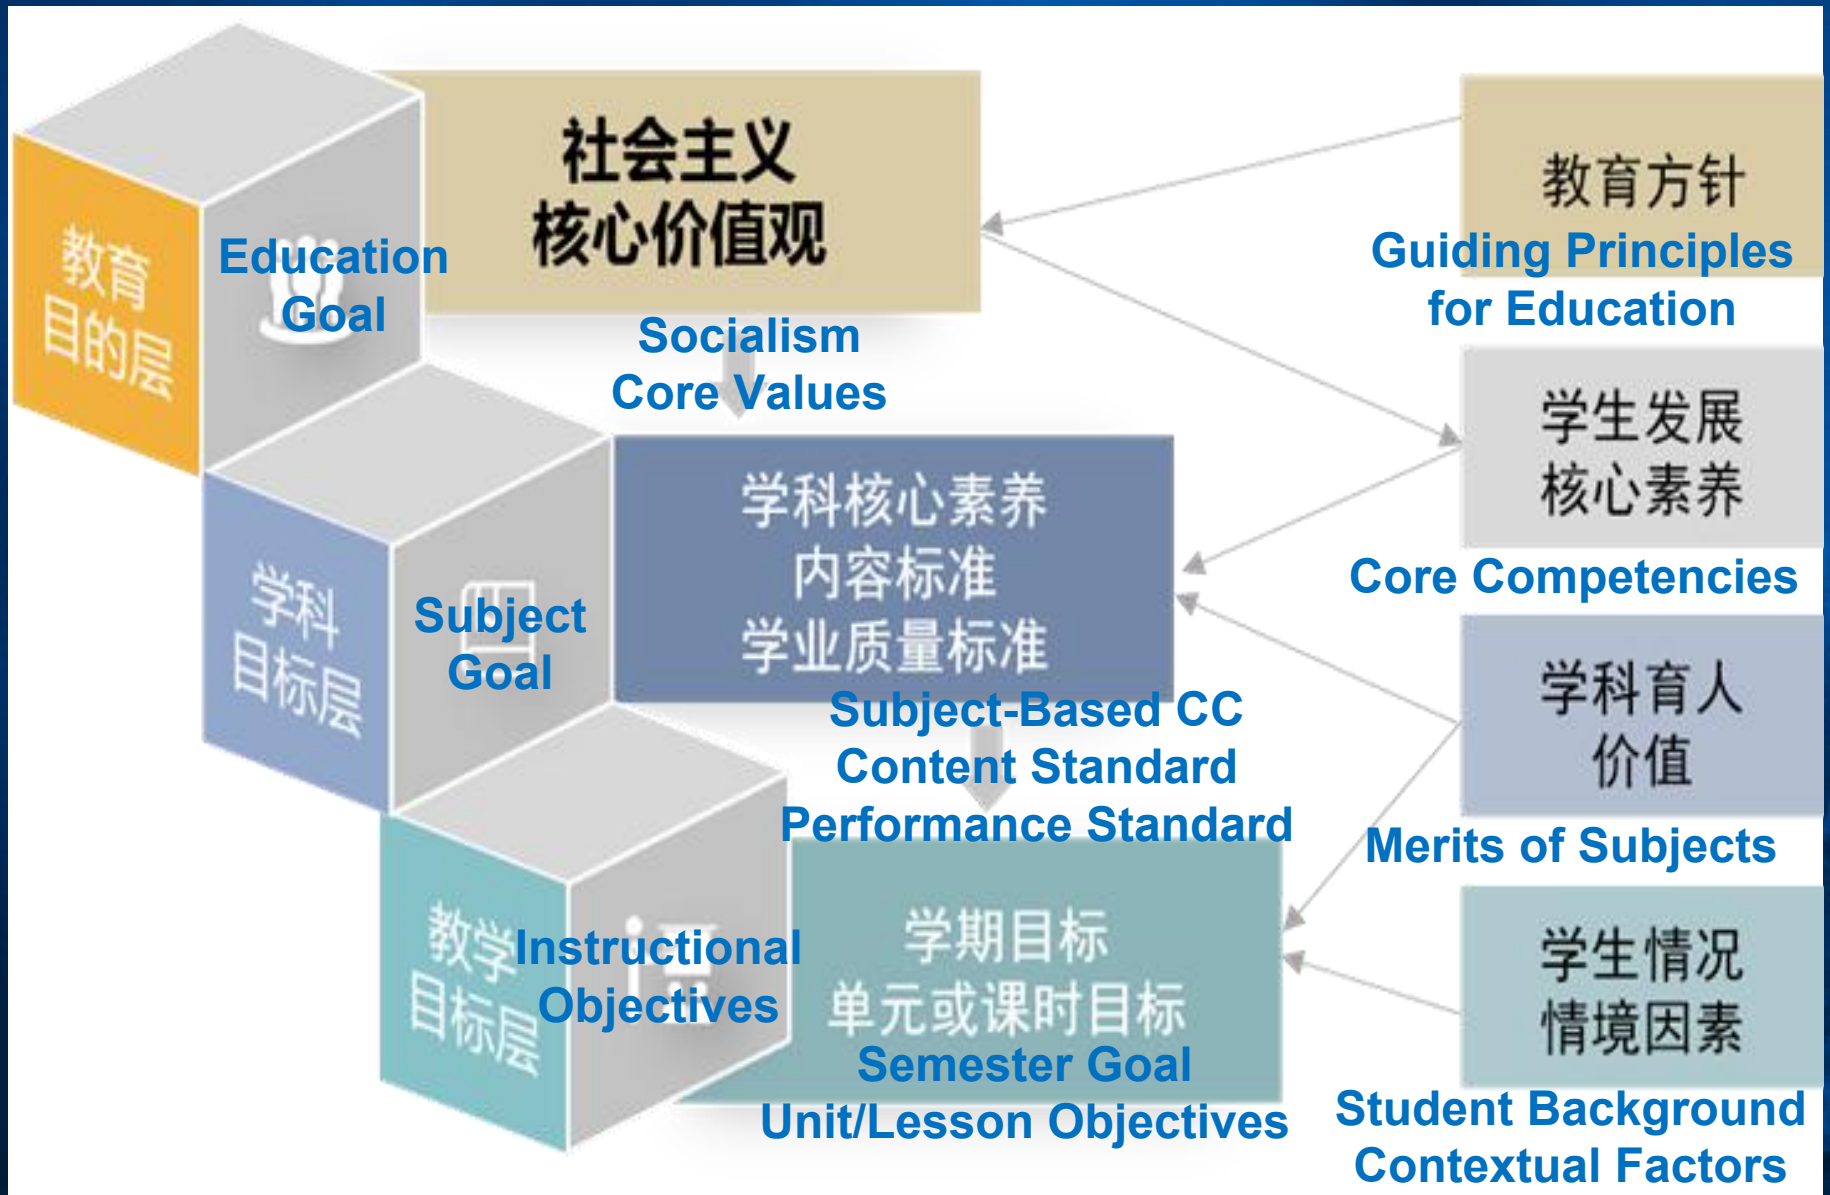 教育
目的层
Education
Goal
社会主义
核心价值观
Socialism
Core Values
教育方针
Guiding Principles
for Education
学生发展
核心素养
Core Competencies
学科
目标层
Subject
Goal
学科核心素养
内容标准
学业质量标准
Subject-Based CC
Content Standard
Performance Standard
学科育人
价值
Merits of Subjects
教学
目标层
Instructional
Objectives
学期目标
单元或课时目标
Semester Goal
Unit/Lesson Objectives
学生情况
情境因素
Student Background
Contextual Factors